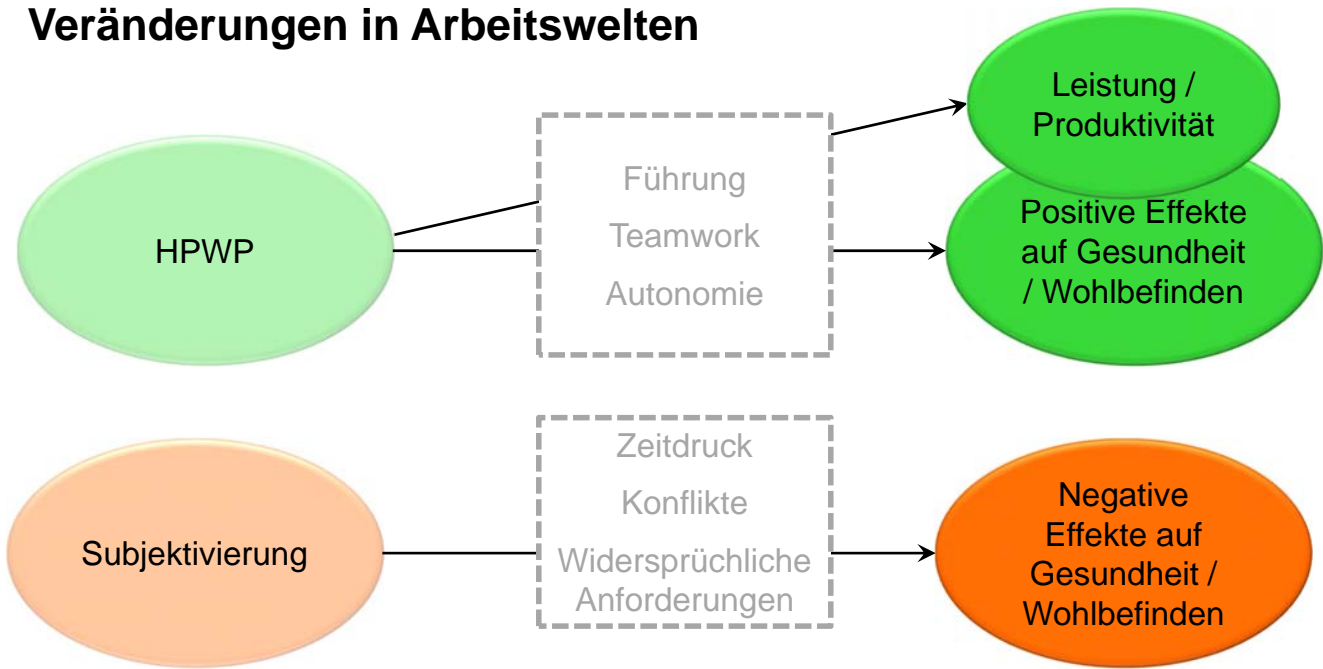 Veränderungen in Arbeitswelten
HPWP
Führung
Teamwork
Autonomie
Leistung /
Produktivität
Positive Effekte
auf Gesundheit
/ Wohlbefinden
Subjektivierung
Zeitdruck
Konflikte
Widersprüchliche
Anforderungen
Negative
Effekte auf
Gesundheit /
Wohlbefinden